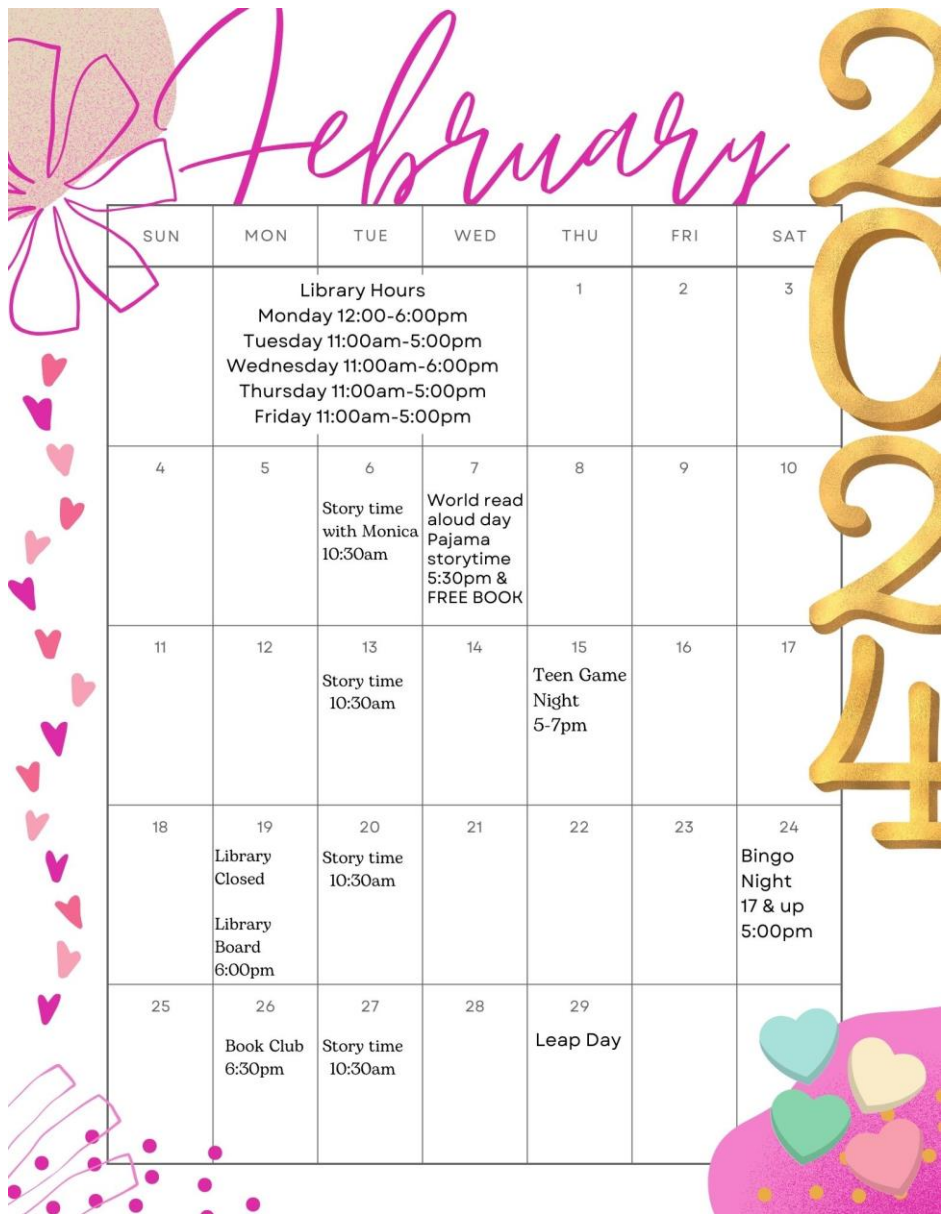 February
2024
SUN MON TUE WED THU FRI SAT
Library Hours
Monday 12:00-6:00pm
Tuesday 11:00am-5:00pm
Wednesday 11:00am-6:00pm
Thursday 11:00am-5:00pm
Friday 11:00am-5:00pm
1
2
3
4
5
6
Story time
with Monica
10:30am
7
World read
aloud day
Pajama
storytime
5:30pm &
FREE BOOK
8
9
10
11
12
13
Story time
10:30am
14
15
Teen Game
Night
5-7pm
16
17
18
19
Library
Closed
Library
Board
6:00pm
20
Story time
10:30am
21
22
23
24
Bingo
Night
17 & up
5:00pm
25
26
Book Club
6:30pm
27
Story time
10:30am
28
29
Leap Day